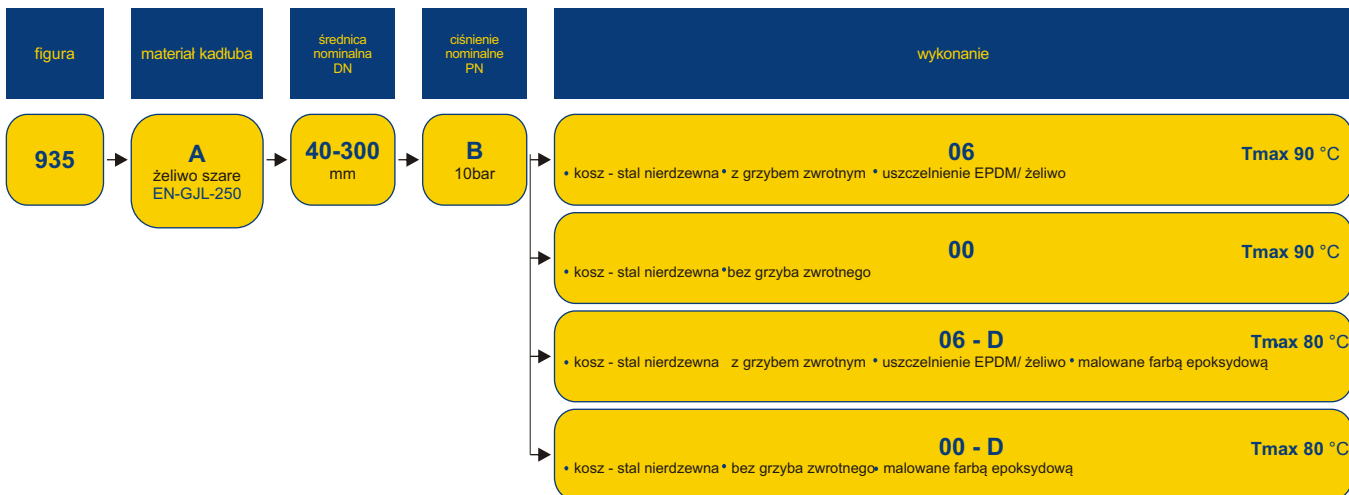 figura
materiał kadłuba
średnica
nominalna
DN
ciśnienie
nominalne
PN
wykonanie
935
A
żeliwo szare
EN-GJL-250
40-300
mm
B
10bar
06 Tmax 90 °C
• kosz - stal nierdzewna • z grzybem zwrotnym • uszczelnienie EPDM/ żeliwo
00 Tmax 90 °C
• kosz - stal nierdzewna • bez grzyba zwrotnego
06 - D Tmax 80 °C
• kosz - stal nierdzewna z grzybem zwrotnym • uszczelnienie EPDM/ żeliwo • malowane farbą epoksydową
00 - D Tmax 80 °C
• kosz - stal nierdzewna • bez grzyba zwrotnego • malowane farbą epoksydową